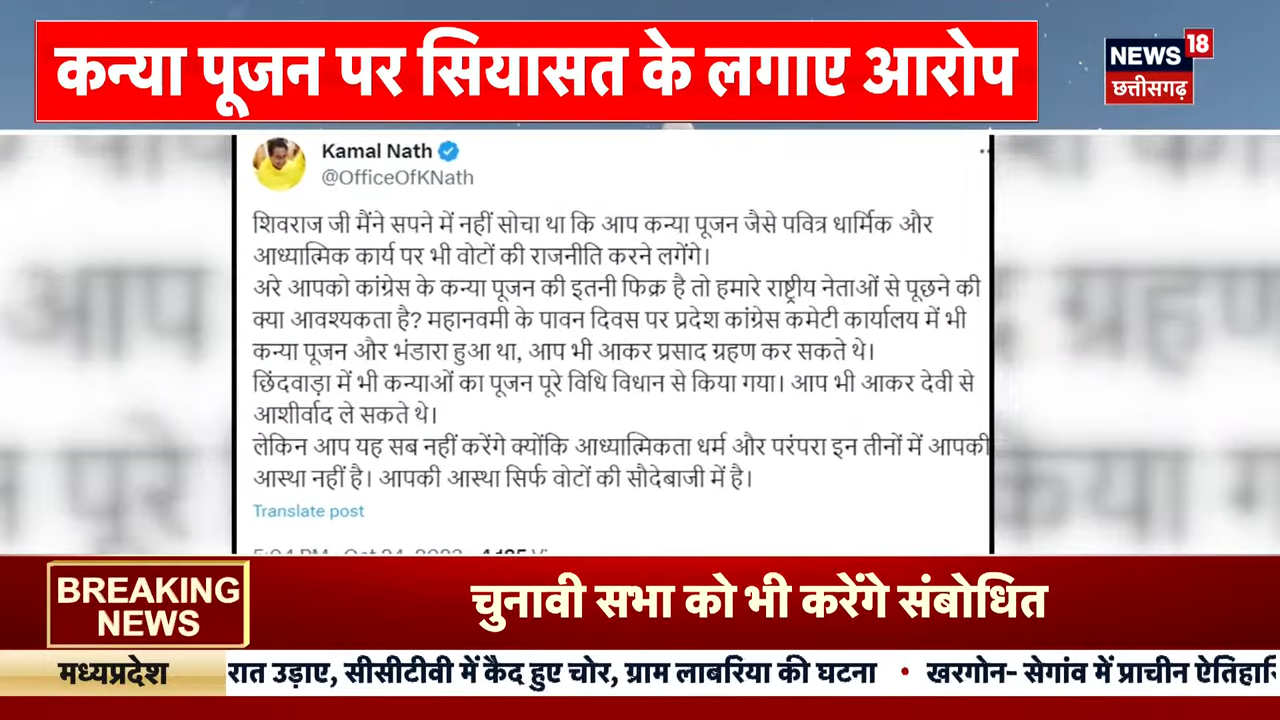 कन्या पूजन पर सियासत के लगाए आरोप
NEWS 18
छत्तीसगढ़
Kamal Nath
@OfficeOfKNath
शिवराज जी मैंने सपने में नहीं सोचा था कि आप कन्या पूजन जैसे पवित्र धार्मिक और
आध्यात्मिक कार्य पर भी वोटों की राजनीति करने लगेंगे।
अरे आपको कांग्रेस के कन्या पूजन की इतनी फिक्र है तो हमारे राष्ट्रीय नेताओं से पूछने की
क्या आवश्यकता है? महानवमी के पावन दिवस पर प्रदेश कांग्रेस कमेटी कार्यालय में भी
कन्या पूजन और भंडारा हुआ था, आप भी आकर प्रसाद ग्रहण कर सकते थे।
छिंदवाड़ा में भी कन्याओं का पूजन पूरे विधि विधान से किया गया। आप भी आकर देवी से
आशीर्वाद ले सकते थे।
लेकिन आप यह सब नहीं करेंगे क्योंकि आध्यात्मिकता धर्म और परंपरा इन तीनों में आपकी
आस्था नहीं है। आपकी आस्था सिर्फ वोटों की सौदेबाजी में है।
Translate post
BREAKING
NEWS
चुनावी सभा को भी करेंगे संबोधित
मध्यप्रदेश
रात उड़ाए, सीसीटीवी में कैद हुए चोर, ग्राम लाबरिया की घटना • खरगोन- सेगांव में प्राचीन